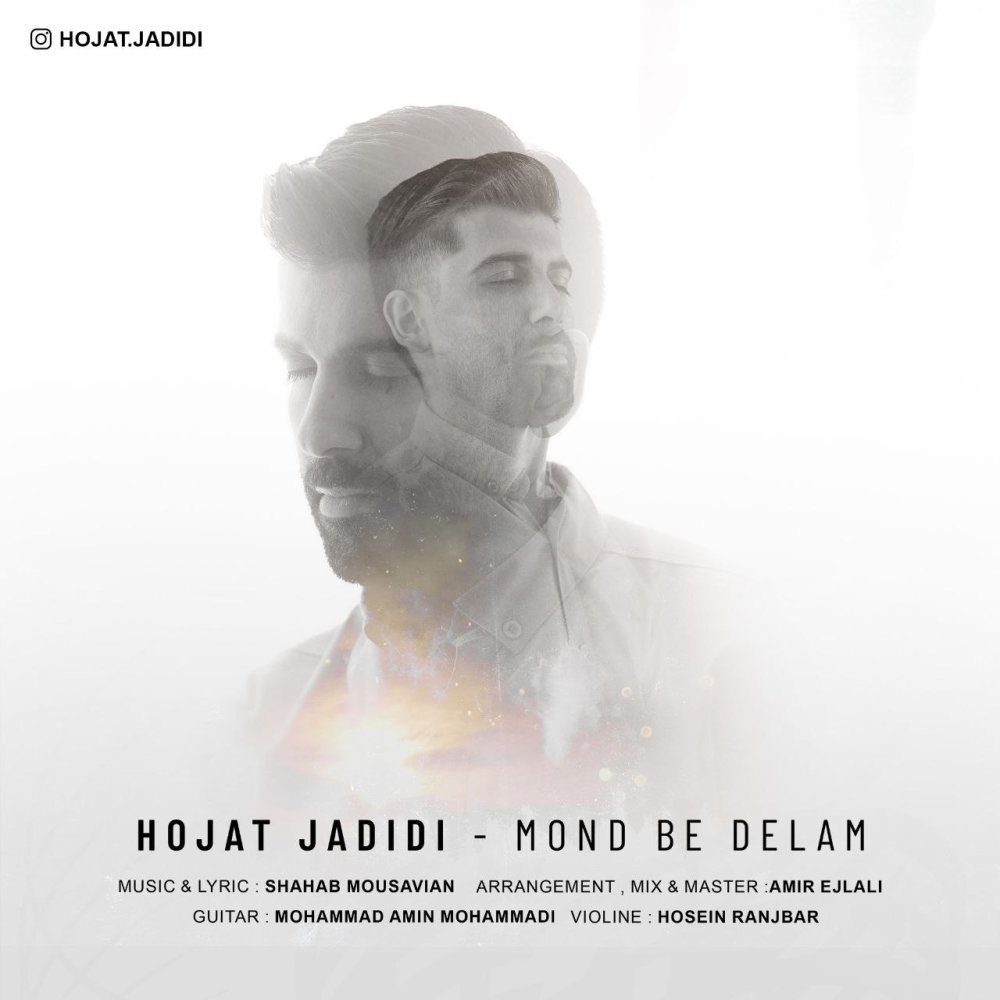 HOJAT.JADIDI
HOJAT JADIDI - MOND BE DELAM
MUSIC & LYRIC : SHAHAB MOUSAVIAN ARRANGEMENT , MIX & MASTER :AMIR EJLALI
GUITAR : MOHAMMAD AMIN MOHAMMADI VIOLINE : HOSEIN RANJBAR